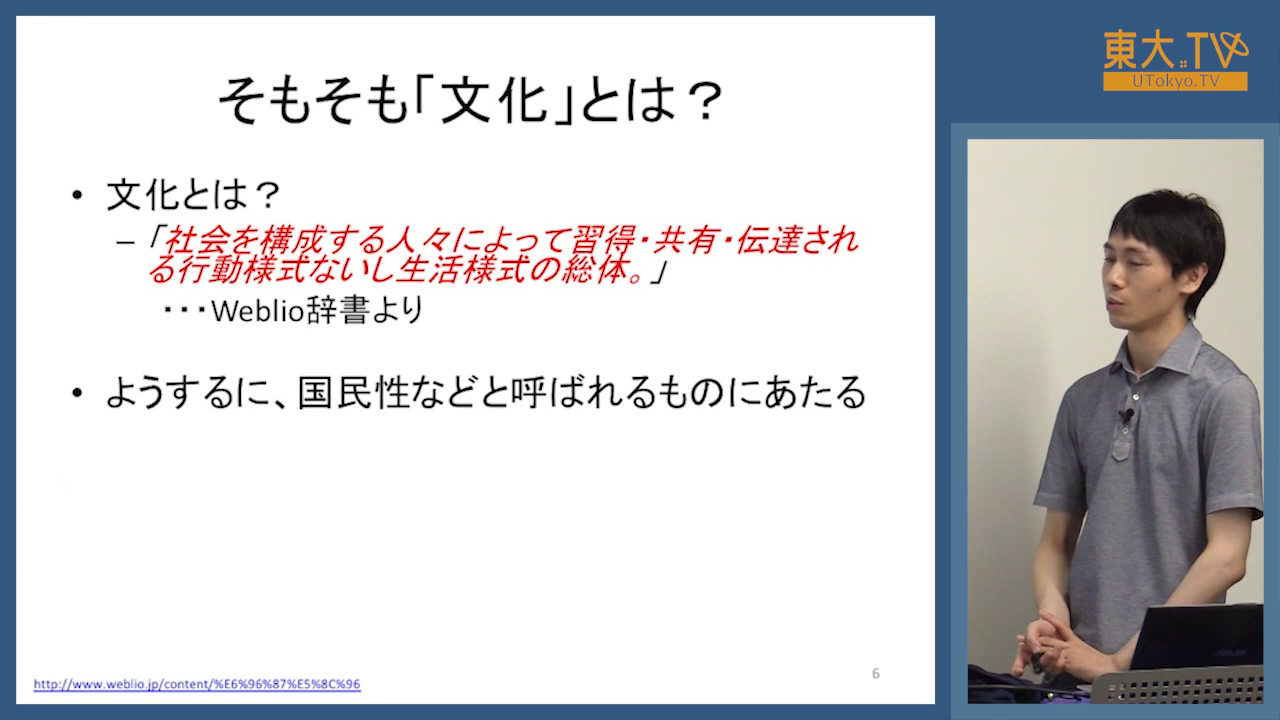 そもそも「文化」とは？
• 文化とは？
– 「社会を構成する人々によって習得・共有・伝達され
る行動様式ないし生活様式の総体。」
・・・Weblio辞書より
• ようするに、国民性などと呼ばれるものにあたる
http://www.weblio.jp/content/%E6%96%87%E5%8C%96
6
東大.TV
UTokyo.TV
ASUS